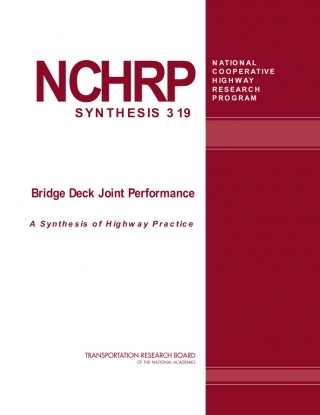 NCHRP
SYNTHESIS 319
NATIONAL
COOPERATIVE
HIGHWAY
RESEARCH
PROGRAM
Bridge Deck Joint Performance
A Synthesis of Highway Practice
TRANSPORTATION RESEARCH BOARD
OF THE NATIONAL ACADEMIES